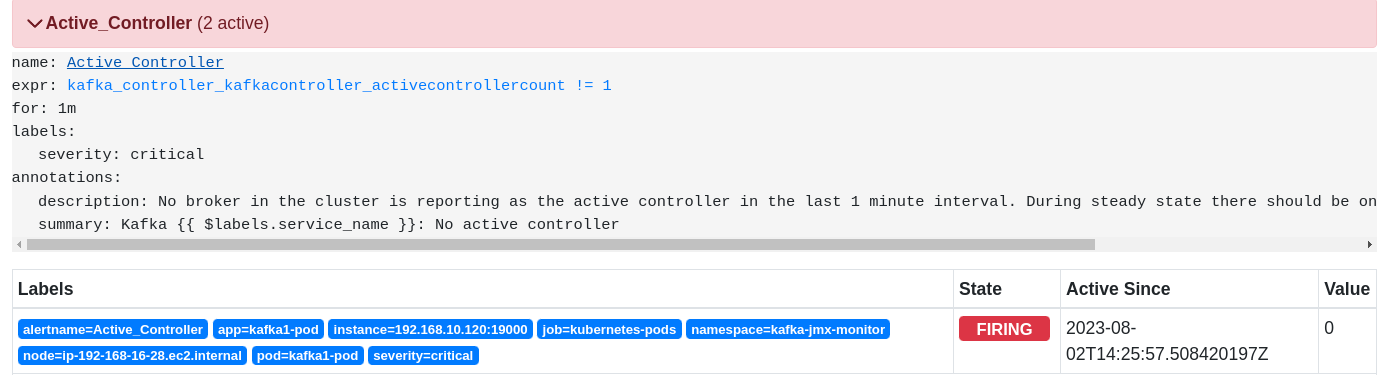 Active_Controller (2 active)
name: Active_Controller
expr: kafka_controller_kafkacontroller_activecontrollercount != 1
for: 1m
labels:
severity: critical
annotations:
description: No broker in the cluster is reporting as the active controller in the last 1 minute interval. During steady state there should be on
summary: Kafka {{ $labels.service_name }}: No active controller
Labels State Active Since Value
alertname=Active_Controller app=kafka1-pod instance=192.168.10.120:19000 job=kubernetes-pods namespace=kafka-jmx-monitor FIRING 2023-08- 0
node=ip-192-168-16-28.ec2.internal pod=kafka1-pod severity=critical 02T14:25:57.508420197Z